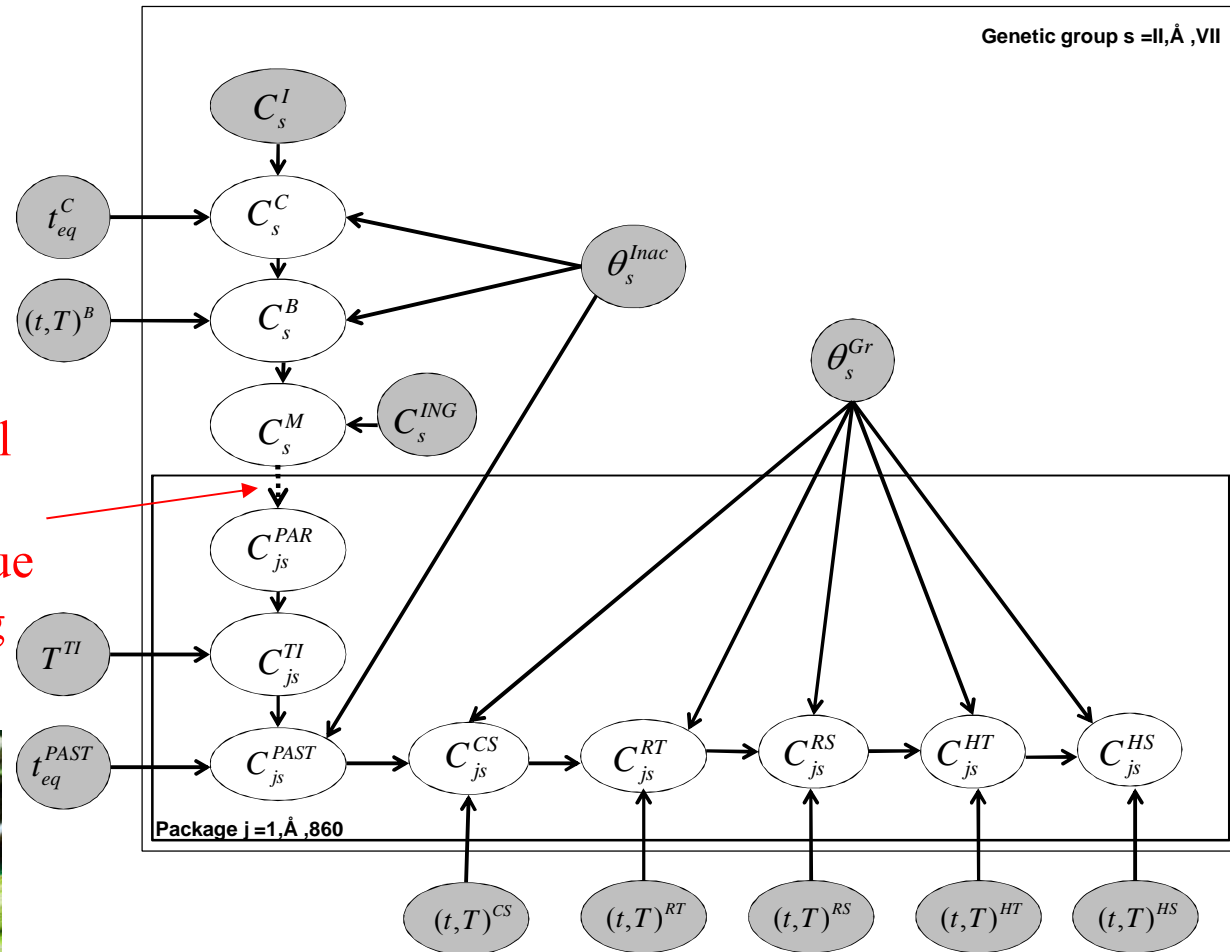 Genetic group s =II,Å ,VII
C_s^I
t_eq^C
C_s^C
θ_s^Inac
(t,T)^B
C_s^B
θ_s^Gr
C_s^M
C_s^ING
C_js^PAR
T^TI
C_js^TI
t_eq^PAST
C_js^PAST
C_js^CS
C_js^RT
C_js^RS
C_js^HT
C_js^HS
Package j =1,Å ,860
(t,T)^CS
(t,T)^RT
(t,T)^RS
(t,T)^HT
(t,T)^HS